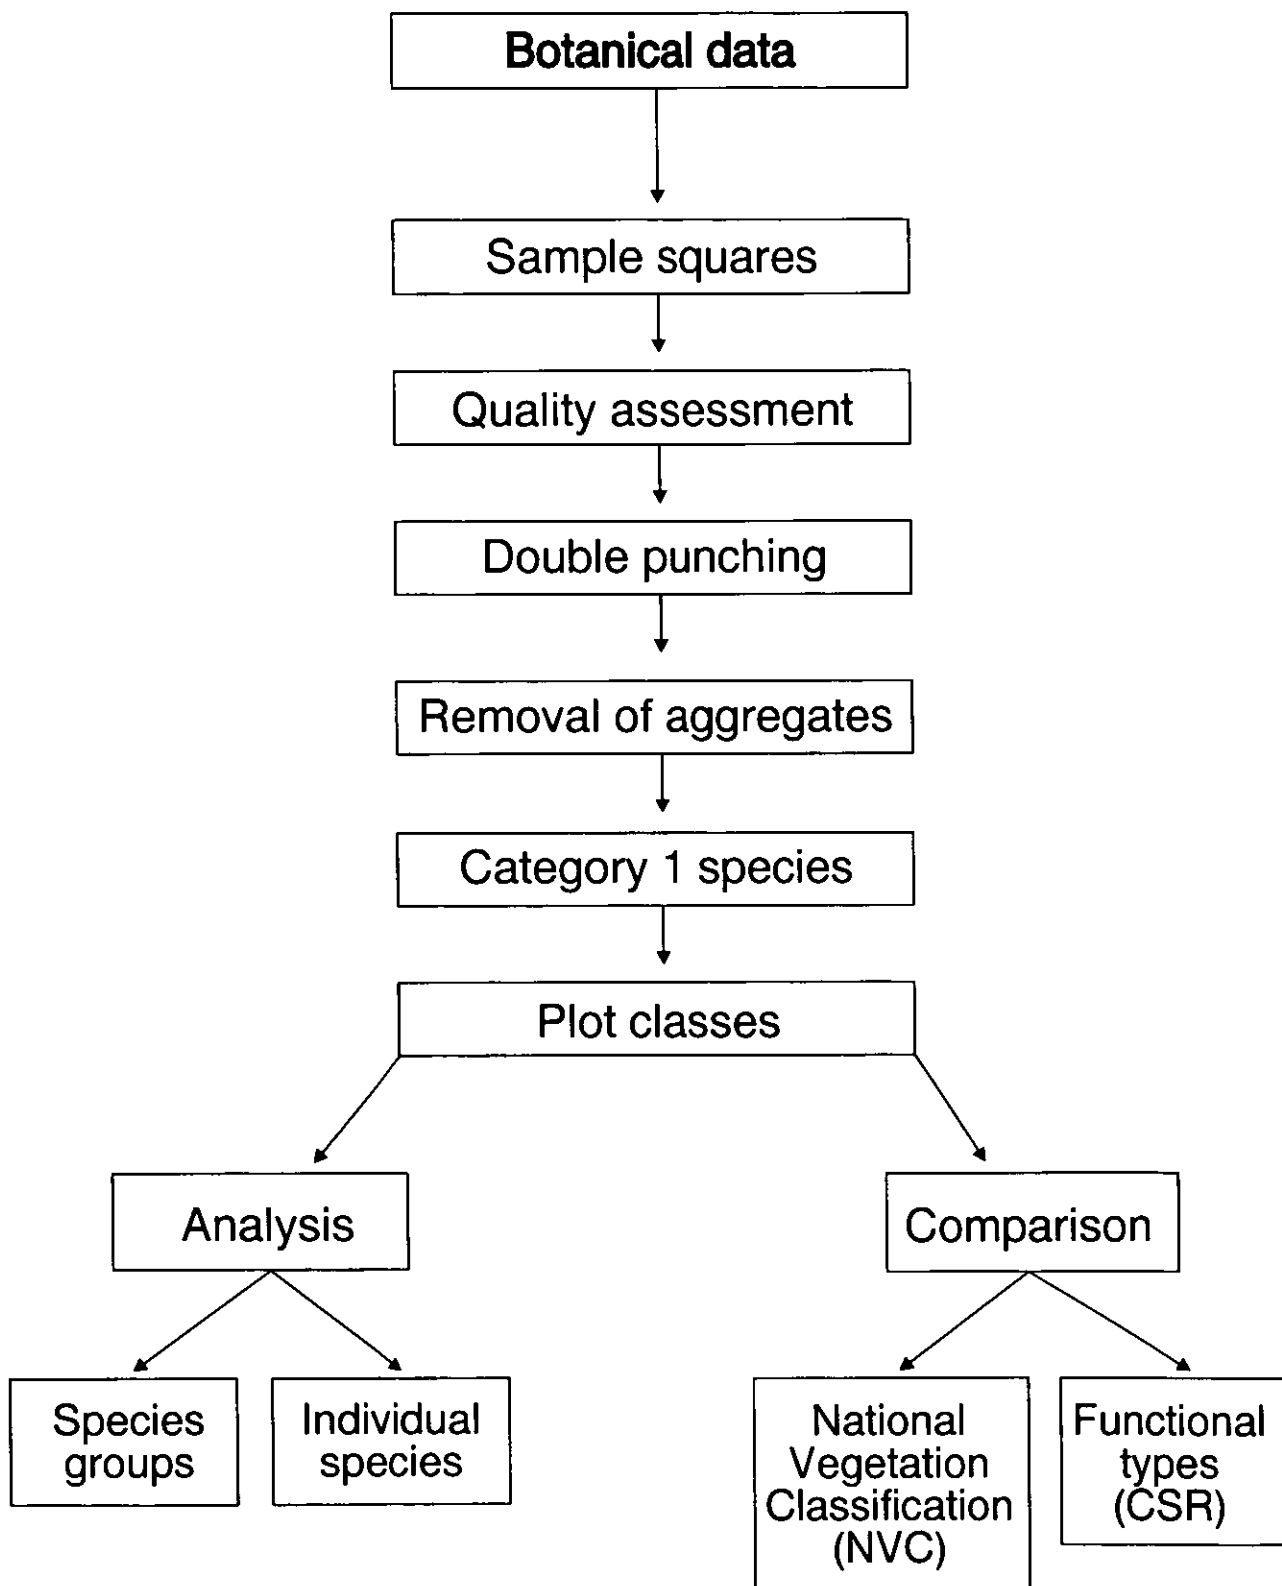 Botanical data
Sample squares
Quality assessment
Double punching
Removal of aggregates
Category 1 species
Plot classes
Analysis
Comparison
Species
groups
Individual
species
National
Vegetation
Classification
(NVC)
Functional
types
(CSR)